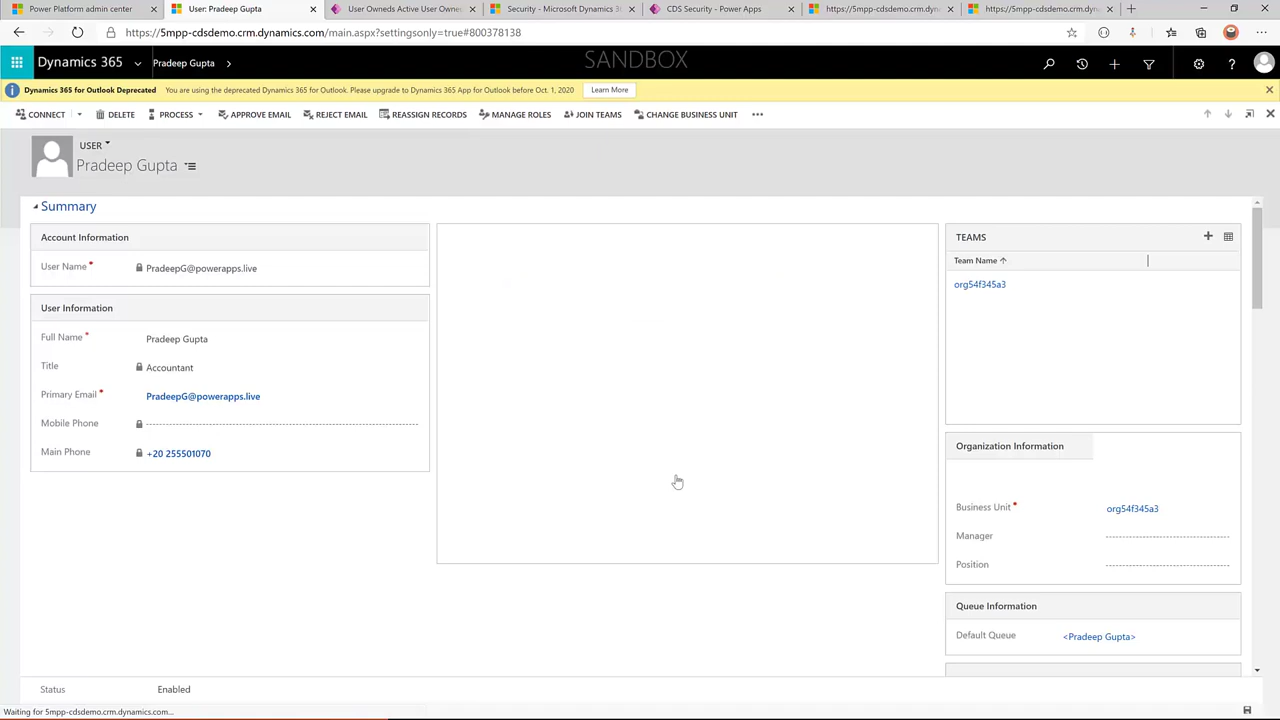 Power Platform admin center
User: Pradeep Gupta
User Owneds Active User Owne
Security - Microsoft Dynamics 3
CDS Security - Power Apps
https://5mpp-cdsdemo.crm.dynam
https://5mpp-cdsdemo.crm.dynam
https://5mpp-cdsdemo.crm.dynamics.com/main.aspx?settingsonly=true#800378138
Dynamics 365
Pradeep Gupta
SANDBOX
Dynamics 365 for Outlook Deprecated You are using the deprecated Dynamics 365 for Outlook. Please upgrade to Dynamics 365 App for Outlook before Oct. 1, 2020 Learn More
CONNECT DELETE PROCESS APPROVE EMAIL REJECT EMAIL REASSIGN RECORDS MANAGE ROLES JOIN TEAMS CHANGE BUSINESS UNIT
USER
Pradeep Gupta
Summary
Account Information
User Name * PradeepG@powerapps.live
User Information
Full Name * Pradeep Gupta
Title Accountant
Primary Email * PradeepG@powerapps.live
Mobile Phone
Main Phone +20 255501070
TEAMS
Team Name
org54f345a3
Organization Information
Business Unit * org54f345a3
Manager
Position
Queue Information
Default Queue <Pradeep Gupta>
Status Enabled
Waiting for 5mpp-cdsdemo.crm.dynamics.com...